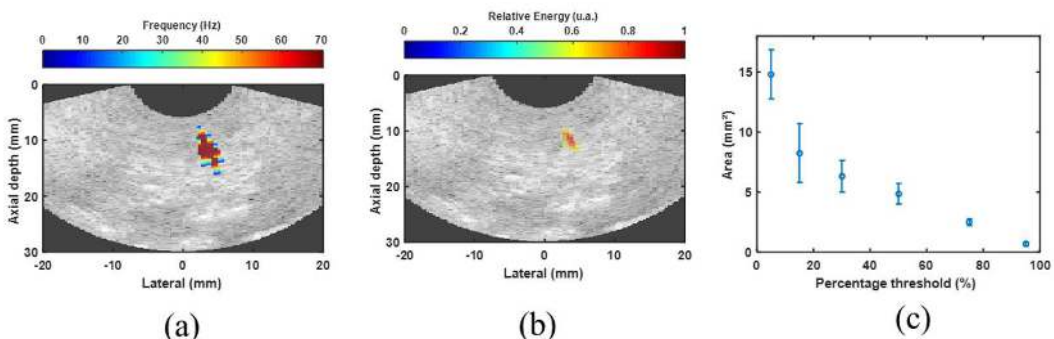 Frequency (Hz)
0 10 20 30 40 50 60 70
0
10
20
30
Axial depth (mm)
-20 -10 0 10 20
Lateral (mm)
(a)
Relative Energy (u.a.)
0 0.2 0.4 0.6 0.8 1
0
10
20
30
Axial depth (mm)
-20 -10 0 10 20
Lateral (mm)
(b)
15
10
5
0
Area (mm²)
0 20 40 60 80 100
Percentage threshold (%)
(c)